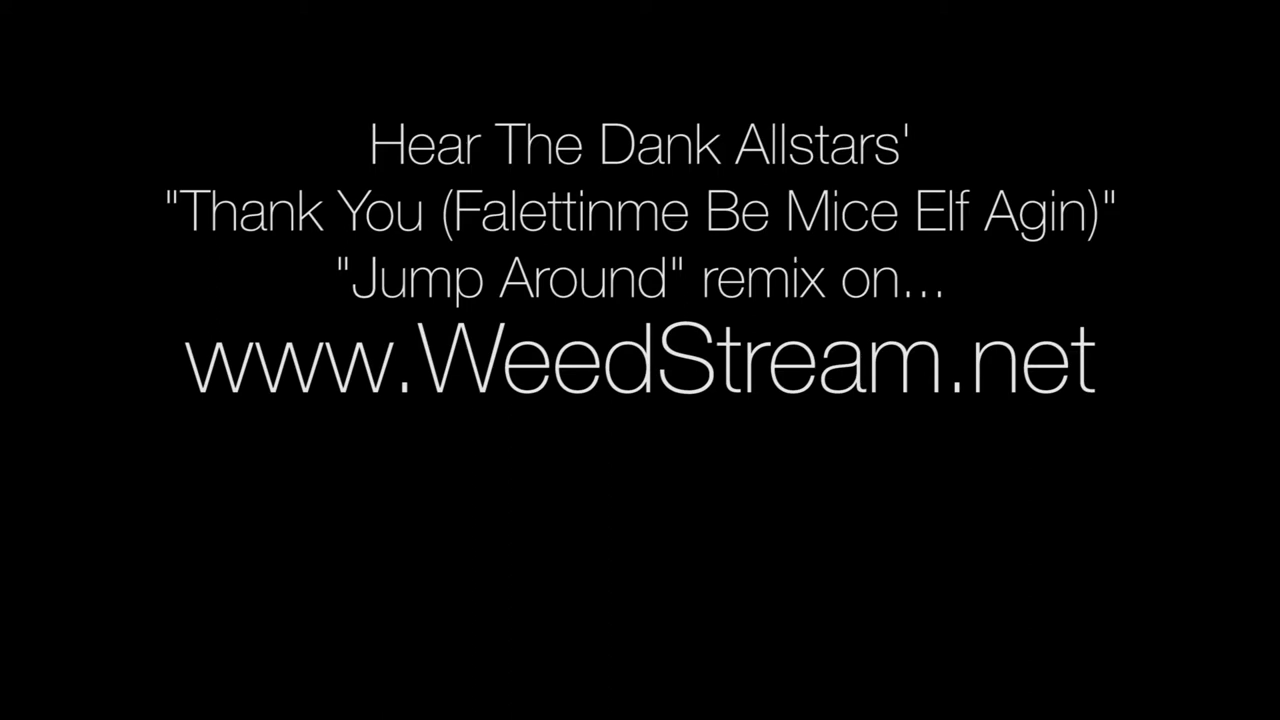 Hear The Dank Allstars'
"Thank You (Falettinme Be Mice Elf Agin)"
"Jump Around" remix on...
www.WeedStream.net